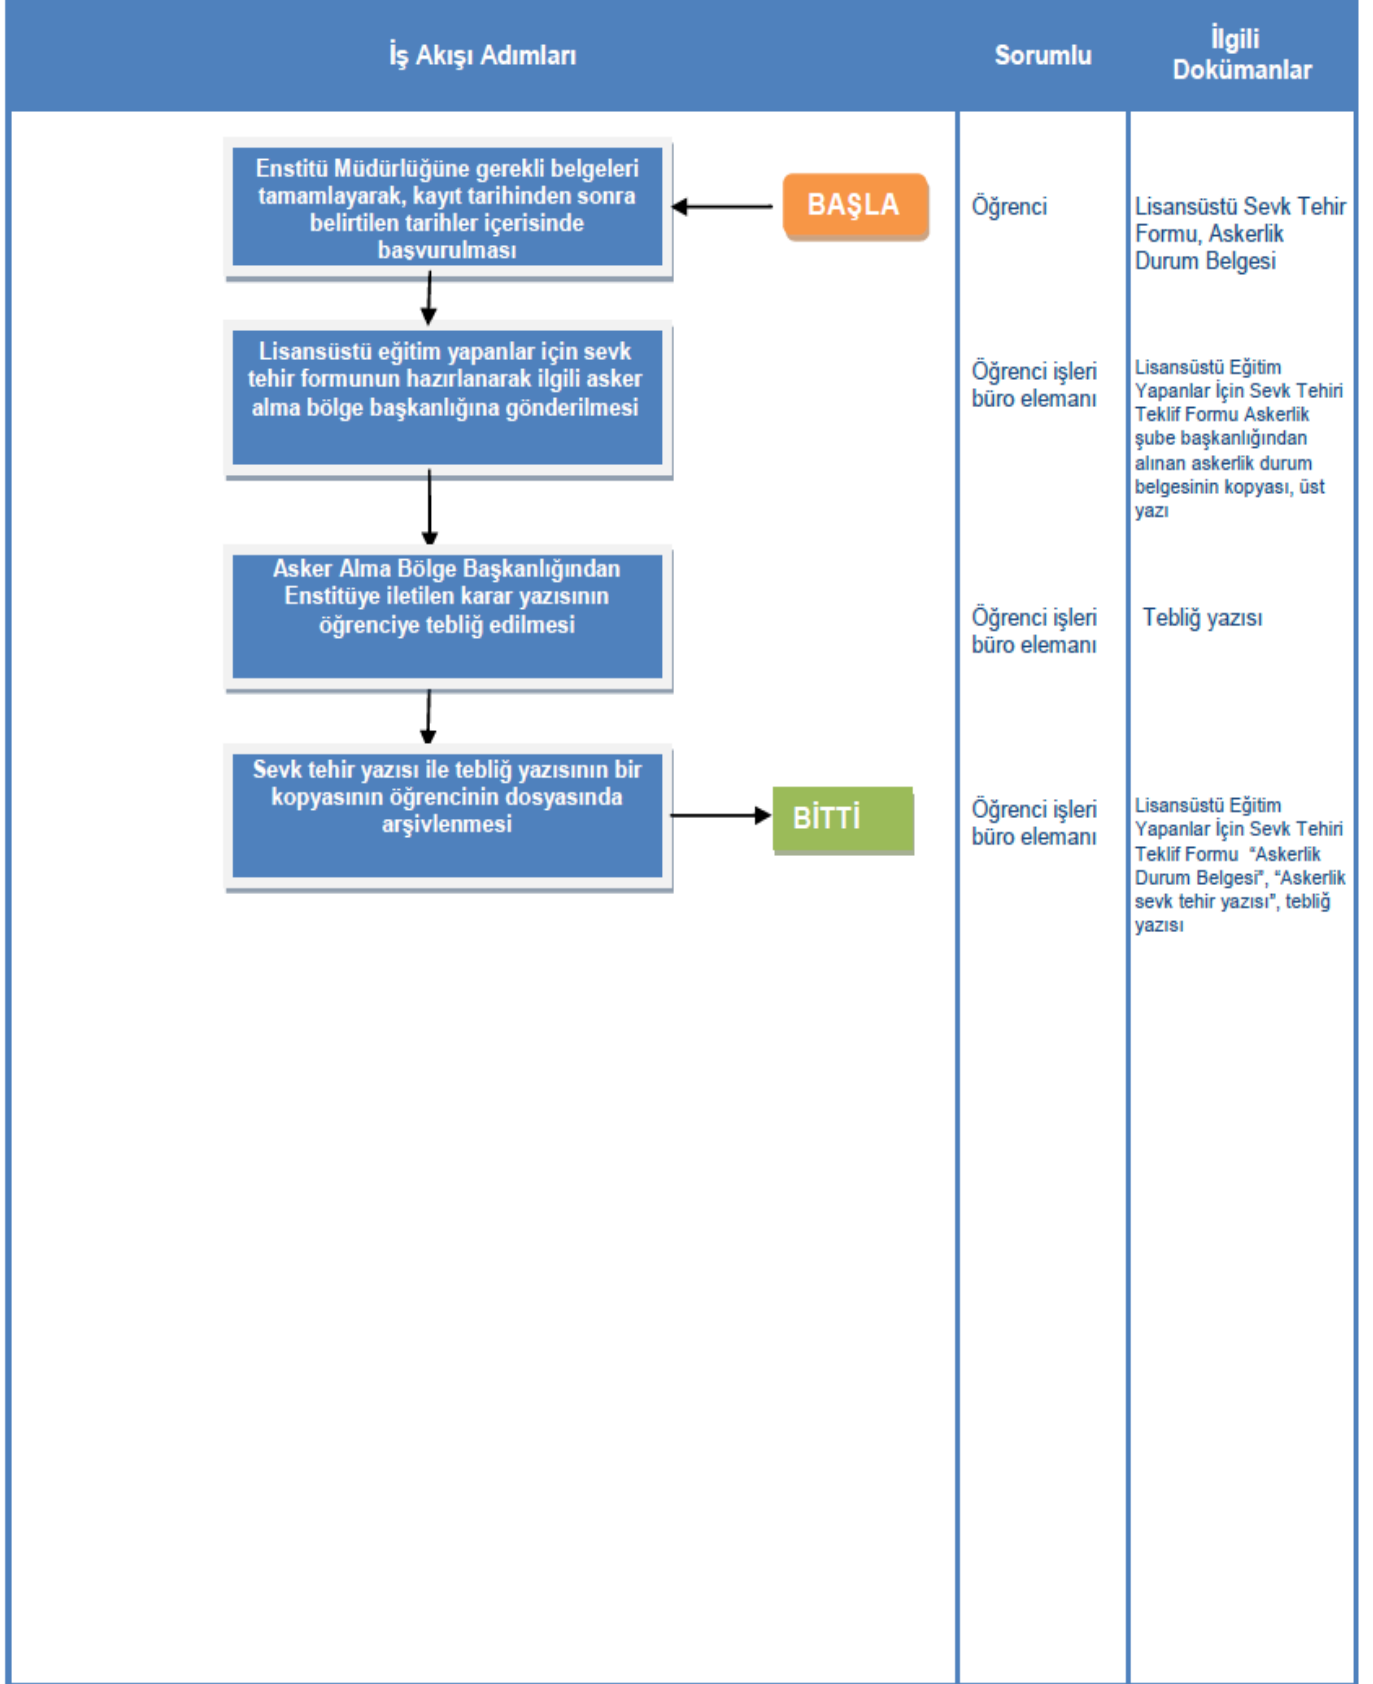 İş Akışı Adımları
Sorumlu
İlgili
Dokümanlar
Enstitü Müdürlüğüne gerekli belgeleri
tamamlayarak, kayıt tarihinden sonra
belirtilen tarihler içerisinde
başvurulması
BAŞLA
Öğrenci
Lisansüstü Sevk Tehir
Formu, Askerlik
Durum Belgesi
Lisansüstü eğitim yapanlar için sevk
tehir formunun hazırlanarak ilgili asker
alma bölge başkanlığına gönderilmesi
Öğrenci işleri
büro elemanı
Lisansüstü Eğitim
Yapanlar İçin Sevk Tehiri
Teklif Formu Askerlik
şube başkanlığından
alınan askerlik durum
belgesinin kopyası, üst
yazı
Asker Alma Bölge Başkanlığından
Enstitüye iletilen karar yazısının
öğrenciye tebliğ edilmesi
Öğrenci işleri
büro elemanı
Tebliğ yazısı
Sevk tehir yazısı ile tebliğ yazısının bir
kopyasının öğrencinin dosyasında
arşivlenmesi
BİTTİ
Öğrenci işleri
büro elemanı
Lisansüstü Eğitim
Yapanlar İçin Sevk Tehiri
Teklif Formu “Askerlik
Durum Belgesi”, “Askerlik
sevk tehir yazısı”, tebliğ
yazısı